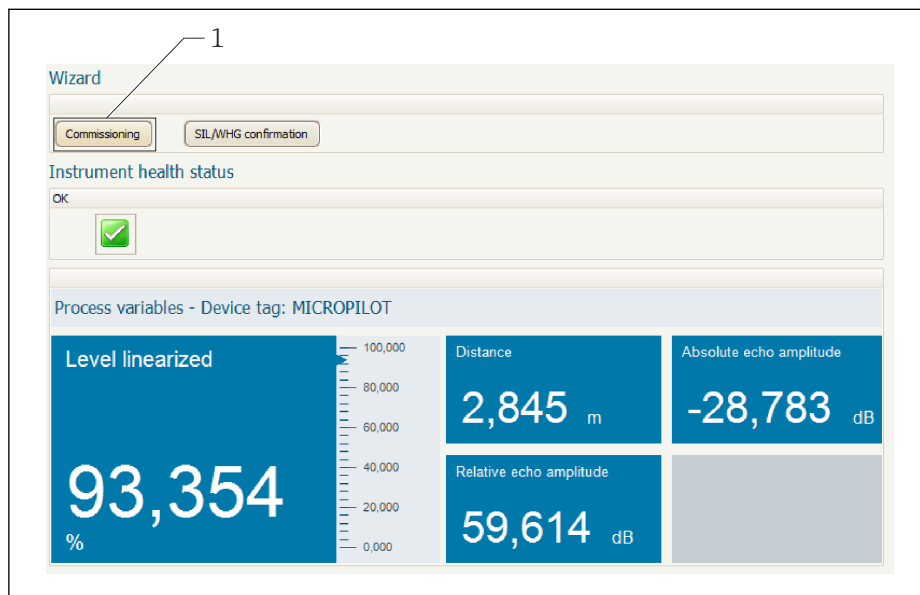 1
Wizard
Commissioning SIL/WHG confirmation
Instrument health status
OK
Process variables - Device tag: MICROPILOT
Level linearized
93,354
%
100,000
80,000
60,000
40,000
20,000
0,000
Distance
2,845 m
Absolute echo amplitude
-28,783 dB
Relative echo amplitude
59,614 dB